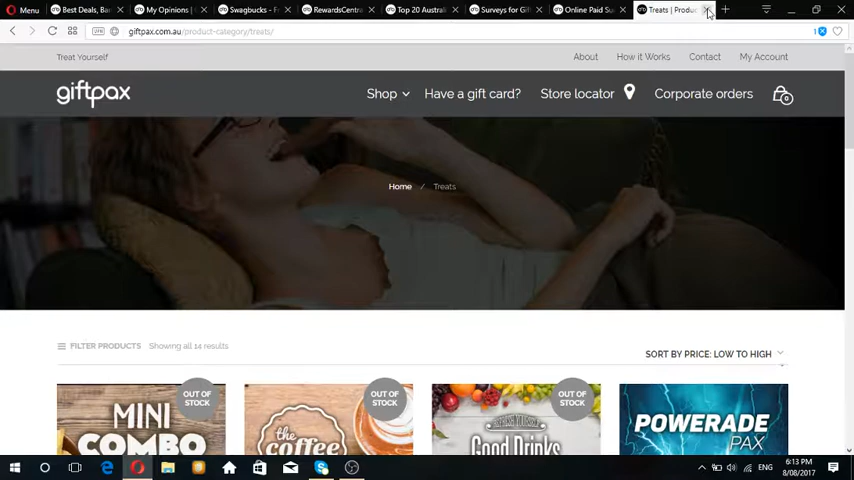 Menu
Best Deals, Bar
My Opinions |
Swagbucks - F
RewardsCentr
Top 20 Austral
Surveys for Gi
Online Paid Su
Treats | Produc
VPN giftpax.com.au/product-category/treats/
1
Treat Yourself
About How it Works Contact My Account
giftpax
Shop Have a gift card? Store locator Corporate orders 0
Home / Treats
FILTER PRODUCTS Showing all 14 results
SORT BY PRICE: LOW TO HIGH
OUT OF STOCK
OUT OF STOCK
OUT OF STOCK
MINI
COMBO
the
coffee
Good Drinks
POWERADE
PAX
ENG
6:13 PM
8/08/2017